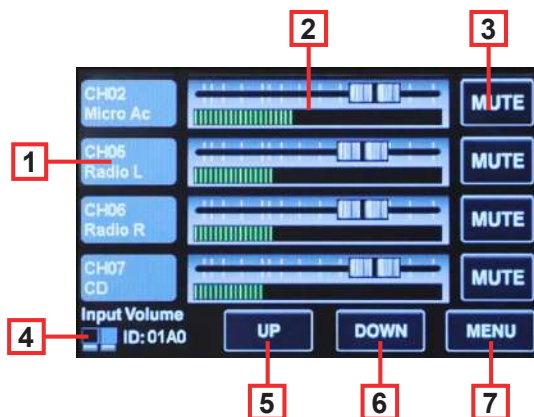 2
3
CH02
Micro Ac
MUTE
1
CH05
Radio L
MUTE
CH06
Radio R
MUTE
CH07
CD
MUTE
Input Volume
4
ID: 01A0
UP
DOWN
MENU
5
6
7